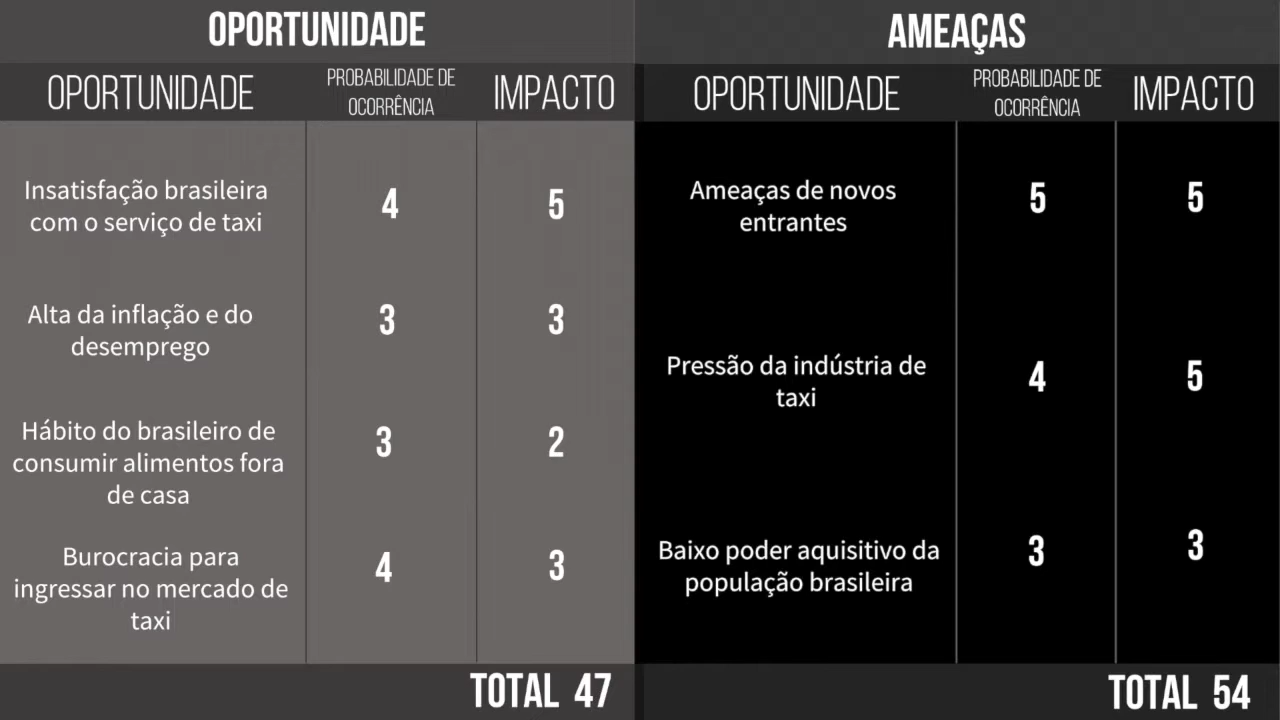 OPORTUNIDADE
OPORTUNIDADE
PROBABILIDADE DE
OCORRÊNCIA
IMPACTO
Insatisfação brasileira
com o serviço de taxi
4
5
Alta da inflação e do
desemprego
3
3
Hábito do brasileiro de
consumir alimentos fora
de casa
3
2
Burocracia para
ingressar no mercado de
taxi
4
3
TOTAL 47
AMEAÇAS
OPORTUNIDADE
PROBABILIDADE DE
OCORRÊNCIA
IMPACTO
Ameaças de novos
entrantes
5
5
Pressão da indústria de
taxi
4
5
Baixo poder aquisitivo da
população brasileira
3
3
TOTAL 54